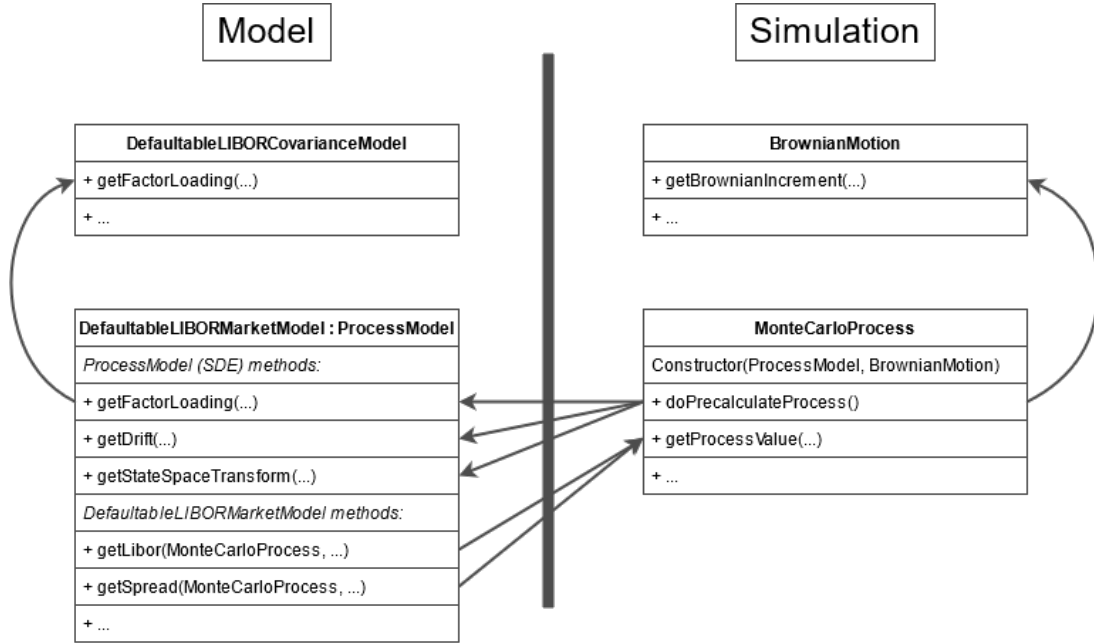 Model
Simulation
DefaultableLIBORCovarianceModel
+ getFactorLoading(...)
+ ...
BrownianMotion
+ getBrownianIncrement(...)
+ ...
DefaultableLIBORMarketModel : ProcessModel
ProcessModel (SDE) methods:
+ getFactorLoading(...)
+ getDrift(...)
+ getStateSpaceTransform(...)
DefaultableLIBORMarketModel methods:
+ getLibor(MonteCarloProcess, ...)
+ getSpread(MonteCarloProcess, ...)
+ ...
MonteCarloProcess
Constructor(ProcessModel, BrownianMotion)
+ doPrecalculateProcess()
+ getProcessValue(...)
+ ...